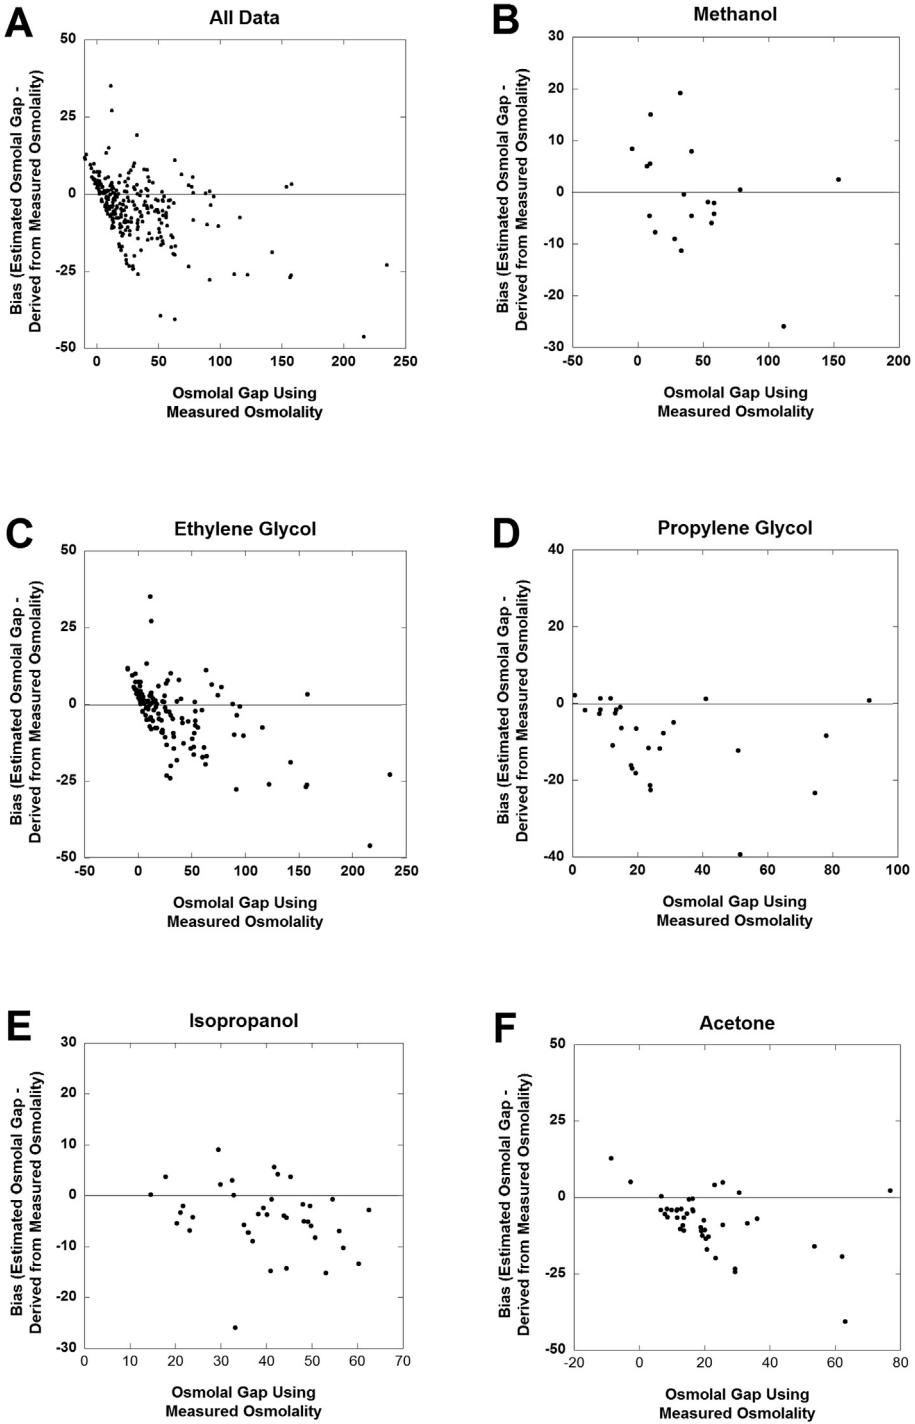 A
All Data
Bias (Estimated Osmolal Gap -
Derived from Measured Osmolality)
50
25
0
-25
-50
0 50 100 150 200 250
Osmolal Gap Using
Measured Osmolality
B
Methanol
Bias (Estimated Osmolal Gap -
Derived from Measured Osmolality)
30
20
10
0
-10
-20
-30
-50 0 50 100 150 200
Osmolal Gap Using
Measured Osmolality
C
Ethylene Glycol
Bias (Estimated Osmolal Gap -
Derived from Measured Osmolality)
50
25
0
-25
-50
0 50 100 150 200 250
Osmolal Gap Using
Measured Osmolality
D
Propylene Glycol
Bias (Estimated Osmolal Gap -
Derived from Measured Osmolality)
40
20
0
-20
-40
0 20 40 60 80 100
Osmolal Gap Using
Measured Osmolality
E
Isopropanol
Bias (Estimated Osmolal Gap -
Derived from Measured Osmolality)
30
20
10
0
-10
-20
-30
0 10 20 30 40 50 60 70
Osmolal Gap Using
Measured Osmolality
F
Acetone
Bias (Estimated Osmolal Gap -
Derived from Measured Osmolality)
50
25
0
-25
-50
-20 0 20 40 60 80
Osmolal Gap Using
Measured Osmolality